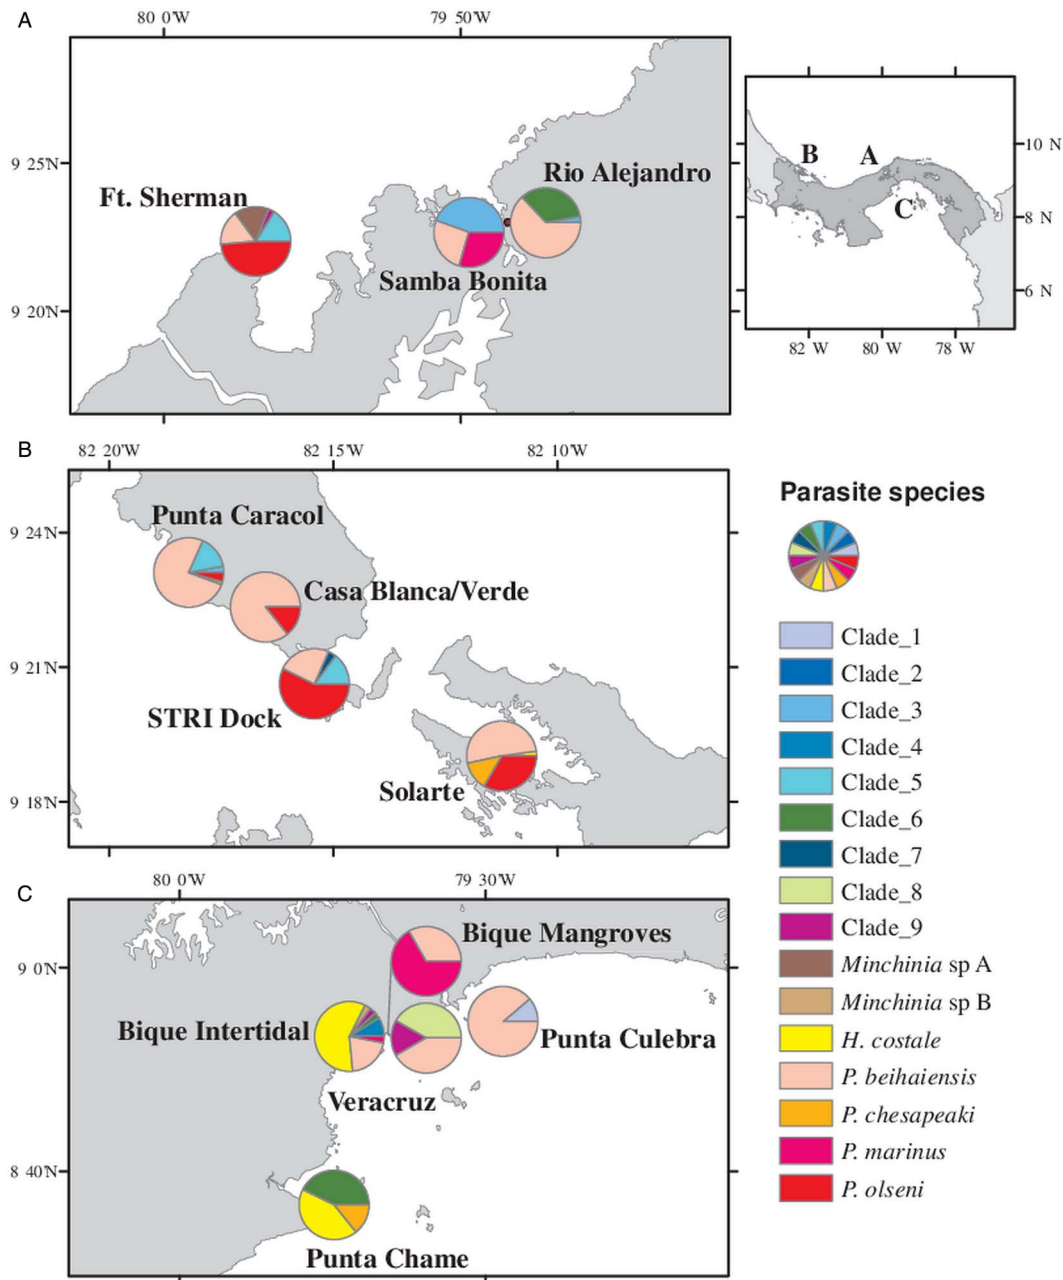 A
80 0'W
79 50'W
9 25'N
9 20'N
Ft. Sherman
Rio Alejandro
Samba Bonita
B
A
C
10 N
8 N
6 N
82 W
80 W
78 W
B
82 20'W
82 15'W
82 10'W
9 24'N
9 21'N
9 18'N
Punta Caracol
Casa Blanca/Verde
STRI Dock
Solarte
C
80 0'W
79 30'W
9 0'N
8 40'N
Bique Mangroves
Bique Intertidal
Punta Culebra
Veracruz
Punta Chame
Parasite species
Clade_1
Clade_2
Clade_3
Clade_4
Clade_5
Clade_6
Clade_7
Clade_8
Clade_9
Minchinia sp A
Minchinia sp B
H. costale
P. beihaiensis
P. chesapeaki
P. marinus
P. olseni